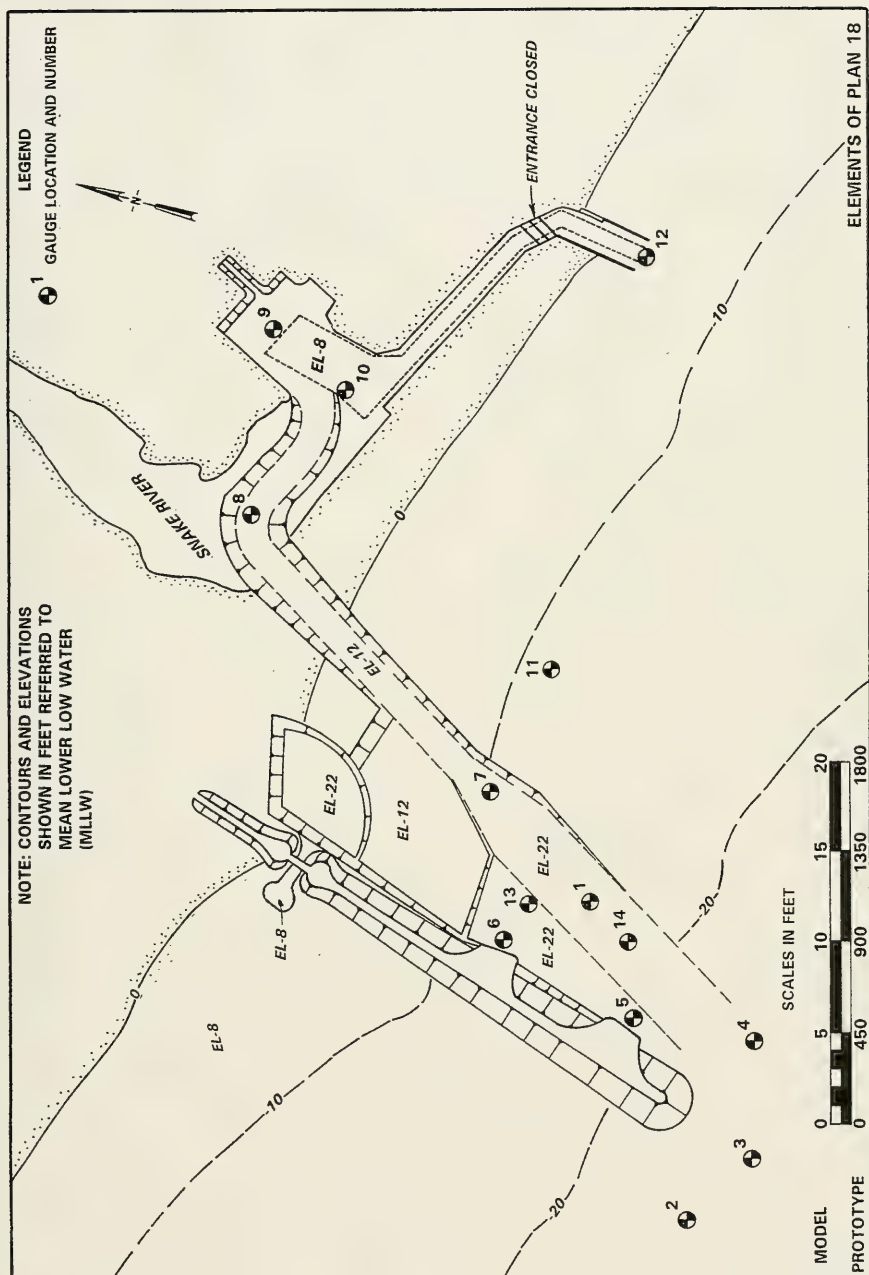 NOTE: CONTOURS AND ELEVATIONS
SHOWN IN FEET REFERRED TO
MEAN LOWER LOW WATER
(MLLW)
LEGEND
1
GAUGE LOCATION AND NUMBER
-N-
SNAKE RIVER
8
9
EL-8
10
ENTRANCE CLOSED
12
0
0
EL-8
EL-8
EL-22
EL-12
EL-12
7
11
-10
-10
EL-22
13
6
EL-22
1
14
5
4
3
2
-20
-20
SCALES IN FEET
MODEL
0 5 10 15 20
PROTOTYPE
0 450 900 1350 1800
ELEMENTS OF PLAN 18